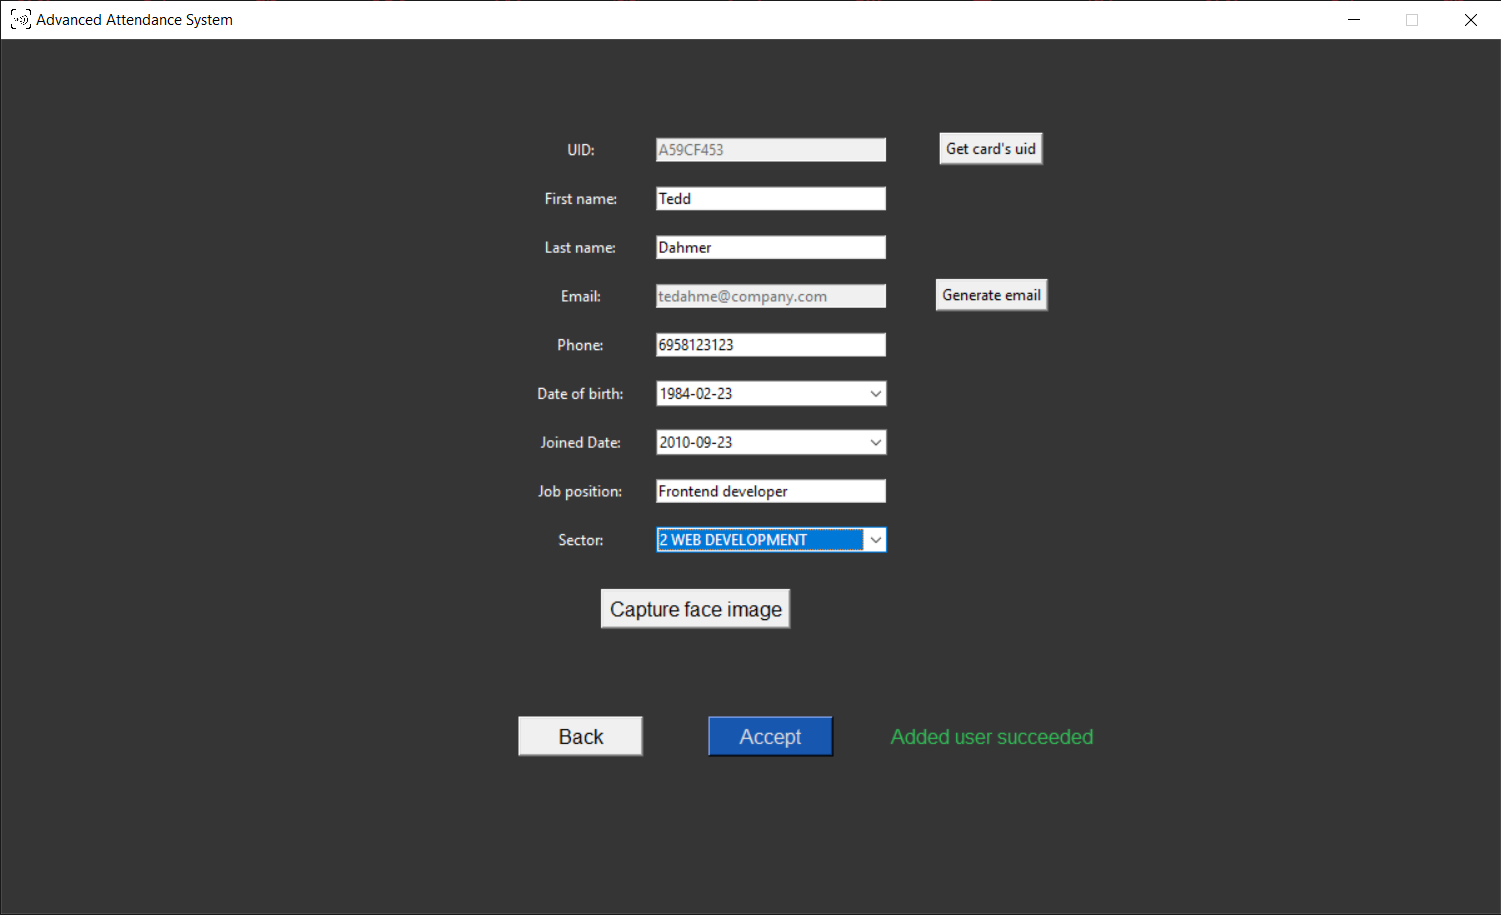 Advanced Attendance System
UID: A59CF453 Get card's uid
First name: Tedd
Last name: Dahmer
Email: tedahme@company.com Generate email
Phone: 6958123123
Date of birth: 1984-02-23
Joined Date: 2010-09-23
Job position: Frontend developer
Sector: 2 WEB DEVELOPMENT
Capture face image
Back Accept Added user succeeded